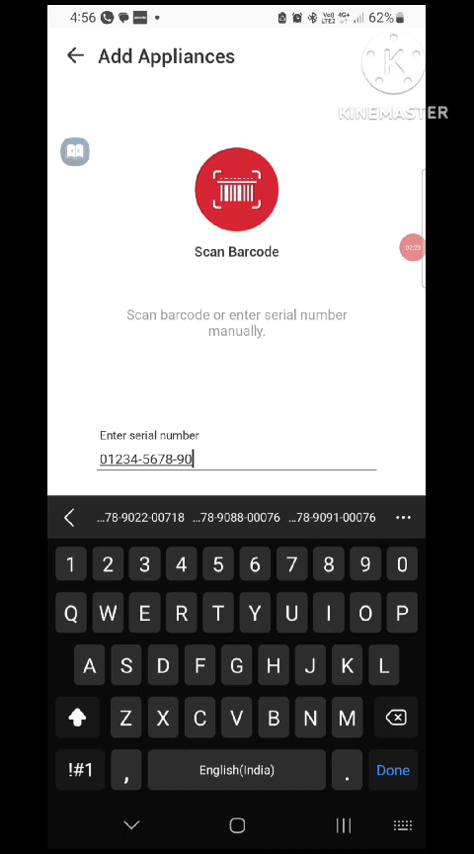 4:56 62%
Add Appliances
K
KINEMASTER
02:23
Scan Barcode
Scan barcode or enter serial number
manually.
Enter serial number
01234-5678-90
...78-9022-00718 ...78-9088-00076 ...78-9091-00076 ...
1 2 3 4 5 6 7 8 9 0
Q W E R T Y U I O P
A S D F G H J K L
Z X C V B N M
!#1 , English(India) . Done